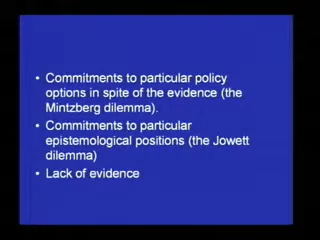 • Commitments to particular policy
options in spite of the evidence (the
Mintzberg dilemma).
• Commitments to particular
epistemological positions (the Jowett
dilemma)
• Lack of evidence